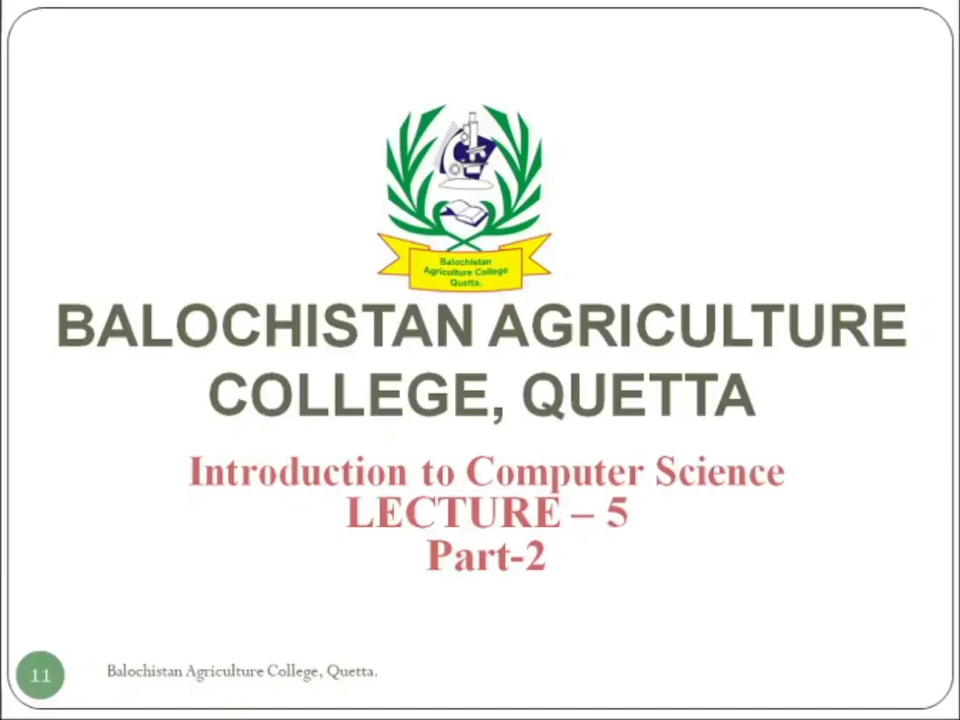 Balochistan
Agriculture College
Quetta.
BALOCHISTAN AGRICULTURE
COLLEGE, QUETTA
Introduction to Computer Science
LECTURE – 5
Part-2
11
Balochistan Agriculture College, Quetta.